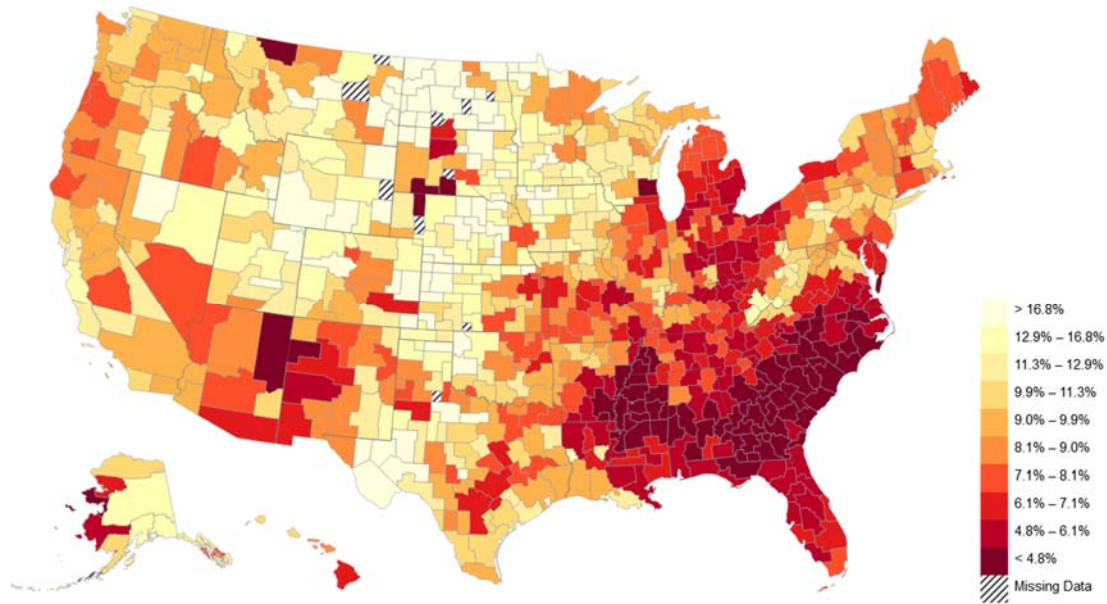 > 16.8%
12.9% – 16.8%
11.3% – 12.9%
9.9% – 11.3%
9.0% – 9.9%
8.1% – 9.0%
7.1% – 8.1%
6.1% – 7.1%
4.8% – 6.1%
< 4.8%
Missing Data